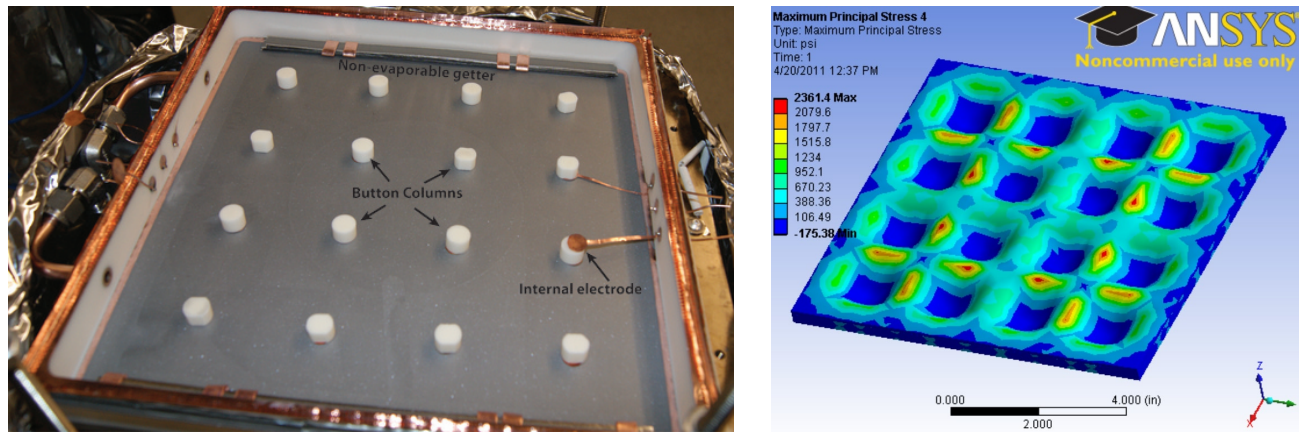 Non-evaporable getter
Button Columns
Internal electrode
Maximum Principal Stress 4
Type: Maximum Principal Stress
Unit: psi
Time: 1
4/20/2011 12:37 PM
ANSYS
Noncommercial use only
2361.4 Max
2079.6
1797.7
1515.8
1234
952.1
670.23
388.36
106.49
-175.38 Min
0.000
4.000 (in)
2.000
Z
X